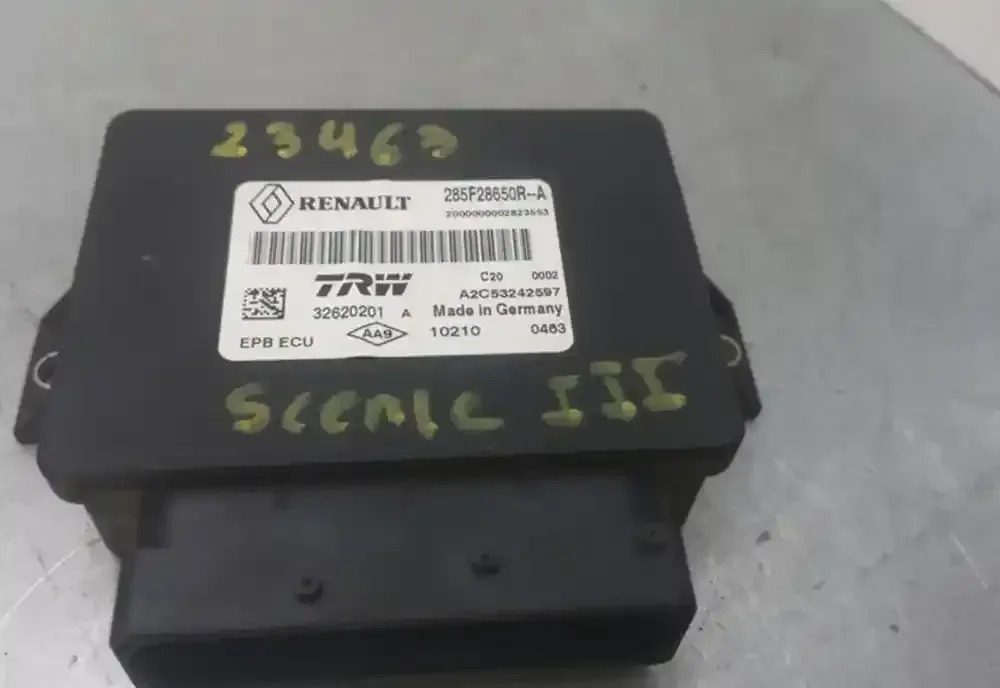 23463
RENAULT 285F28650R--A
2000000002823553
TRW C20 0002
A2C53242597
32620201 A Made in Germany
EPB ECU AA9 10210 0463
SCENIC III